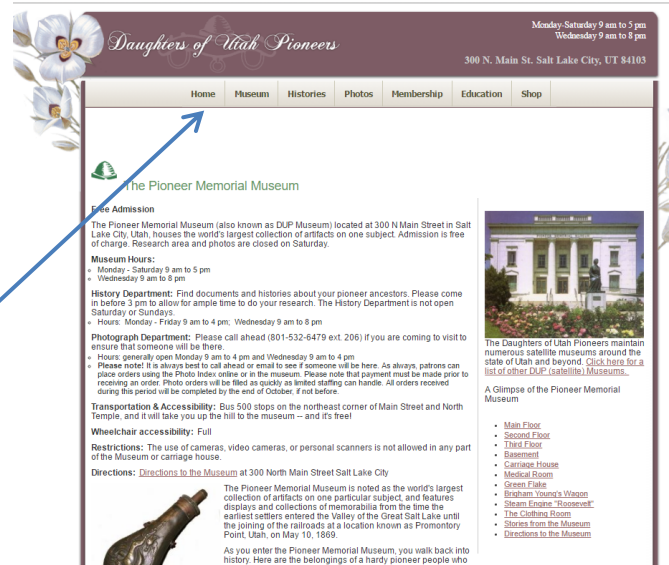 Daughters of Utah Pioneers
Monday-Saturday 9 am to 5 pm
Wednesday 9 am to 8 pm
300 N. Main St. Salt Lake City, UT 84103
Home Museum Histories Photos Membership Education Shop
The Pioneer Memorial Museum
Free Admission
The Pioneer Memorial Museum (also known as DUP Museum) located at 300 N Main Street in Salt
Lake City, Utah, houses the world's largest collection of artifacts on one subject. Admission is free
of charge. Research area and photos are closed on Saturday.
Museum Hours:
Monday - Saturday 9 am to 5 pm
Wednesday 9 am to 8 pm
History Department: Find documents and histories about your pioneer ancestors. Please come
in before 3 pm to allow for ample time to do your research. The History Department is not open
Saturday or Sundays.
Hours: Monday - Friday 9 am to 4 pm; Wednesday 9 am to 8 pm
Photograph Department: Please call ahead (801-532-6479 ext. 206) if you are coming to visit to
ensure that someone will be there.
Hours: generally open Monday 9 am to 4 pm and Wednesday 9 am to 4 pm
Please note! It is always best to call ahead or email to see if someone will be here. As always, patrons can
place orders using the Photo Index online or in the museum. Please note that payment must be made prior to
receiving an order. Photo orders will be filled as quickly as limited staffing can handle. All orders received
during this period will be completed by the end of October, if not before.
Transportation & Accessibility: Bus 500 stops on the northeast corner of Main Street and North
Temple, and it will take you up the hill to the museum -- and it's free!
Wheelchair accessibility: Full
Restrictions: The use of cameras, video cameras, or personal scanners is not allowed in any part
of the Museum or carriage house.
Directions: Directions to the Museum at 300 North Main Street Salt Lake City
The Pioneer Memorial Museum is noted as the world's largest
collection of artifacts on one particular subject, and features
displays and collections of memorabilia from the time the
earliest settlers entered the Valley of the Great Salt Lake until
the joining of the railroads at a location known as Promontory
Point, Utah, on May 10, 1869.
As you enter the Pioneer Memorial Museum, you walk back into
history. Here are the belongings of a hardy pioneer people who
The Daughters of Utah Pioneers maintain
numerous satellite museums around the
state of Utah and beyond. Click here for a
list of other DUP (satellite) Museums.
A Glimpse of the Pioneer Memorial
Museum
Main Floor
Second Floor
Third Floor
Basement
Carriage House
Medical Room
Green Flake
Brigham Young's Wagon
Steam Engine "Roosevelt"
The Clothing Room
Stories from the Museum
Directions to the Museum